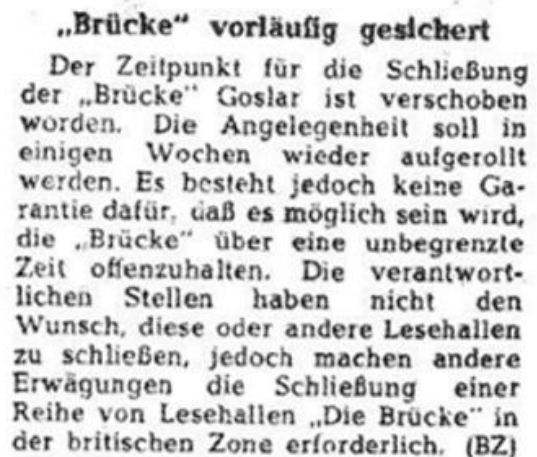 „Brücke“ vorläufig gesichert
Der Zeitpunkt für die Schließung
der „Brücke“ Goslar ist verschoben
worden. Die Angelegenheit soll in
einigen Wochen wieder aufgerollt
werden. Es besteht jedoch keine Ga-
rantie dafür, daß es möglich sein wird,
die „Brücke“ über eine unbegrenzte
Zeit offenzuhalten. Die verantwort-
lichen Stellen haben nicht den
Wunsch, diese oder andere Lesehallen
zu schließen, jedoch machen andere
Erwägungen die Schließung einer
Reihe von Lesehallen „Die Brücke“ in
der britischen Zone erforderlich. (BZ)